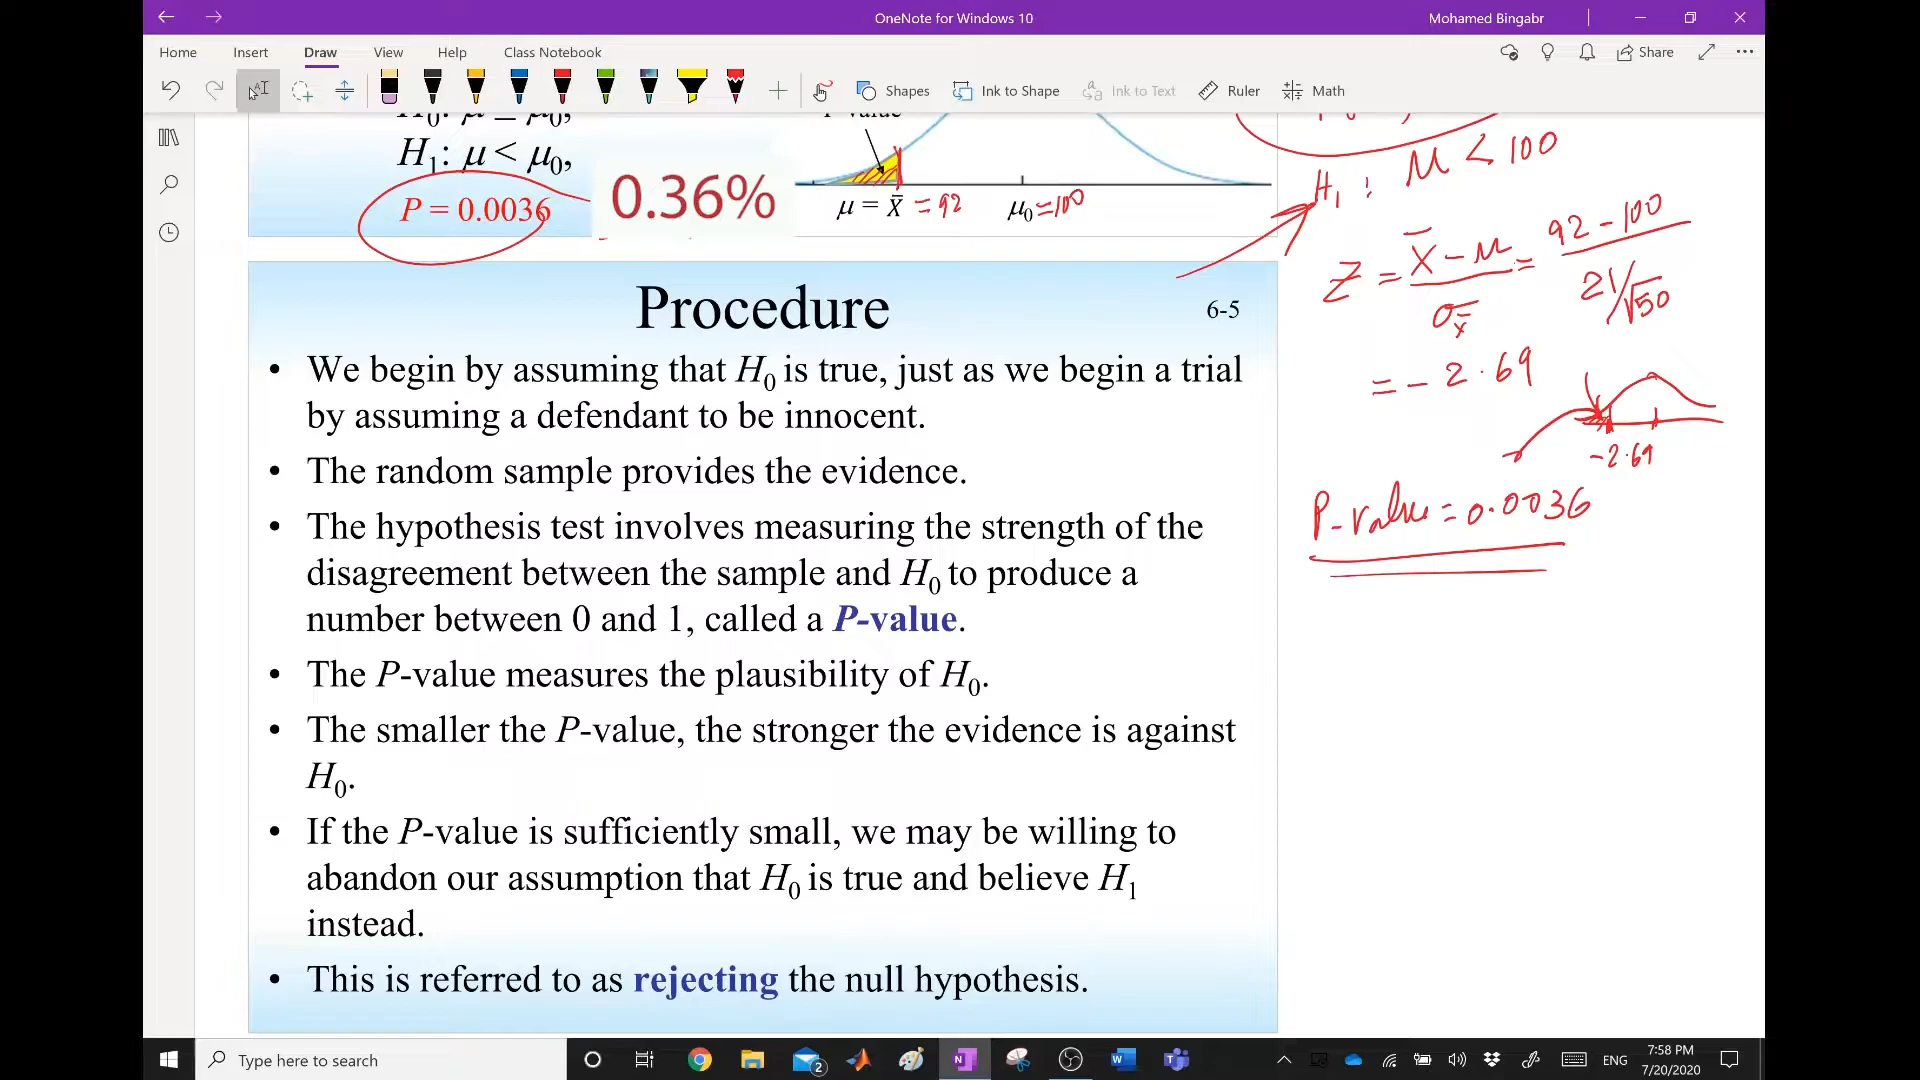 OneNote for Windows 10
Mohamed Bingabr
Home Insert Draw View Help Class Notebook
Share
Shapes Ink to Shape Ink to Text Ruler Math
H₁: μ < μ₀,
P = 0.0036
0.36%
μ = X̄ = 92
μ₀ = 100
H₁ : M < 100
Z = X̄ - μ / σx̄ = 92 - 100 / 21/√50
= - 2.69
-2.69
P-value = 0.0036
Procedure
6-5
• We begin by assuming that H₀ is true, just as we begin a trial
by assuming a defendant to be innocent.
• The random sample provides the evidence.
• The hypothesis test involves measuring the strength of the
disagreement between the sample and H₀ to produce a
number between 0 and 1, called a P-value.
• The P-value measures the plausibility of H₀.
• The smaller the P-value, the stronger the evidence is against
H₀.
• If the P-value is sufficiently small, we may be willing to
abandon our assumption that H₀ is true and believe H₁
instead.
• This is referred to as rejecting the null hypothesis.
Type here to search
2
ENG
7:58 PM
7/20/2020